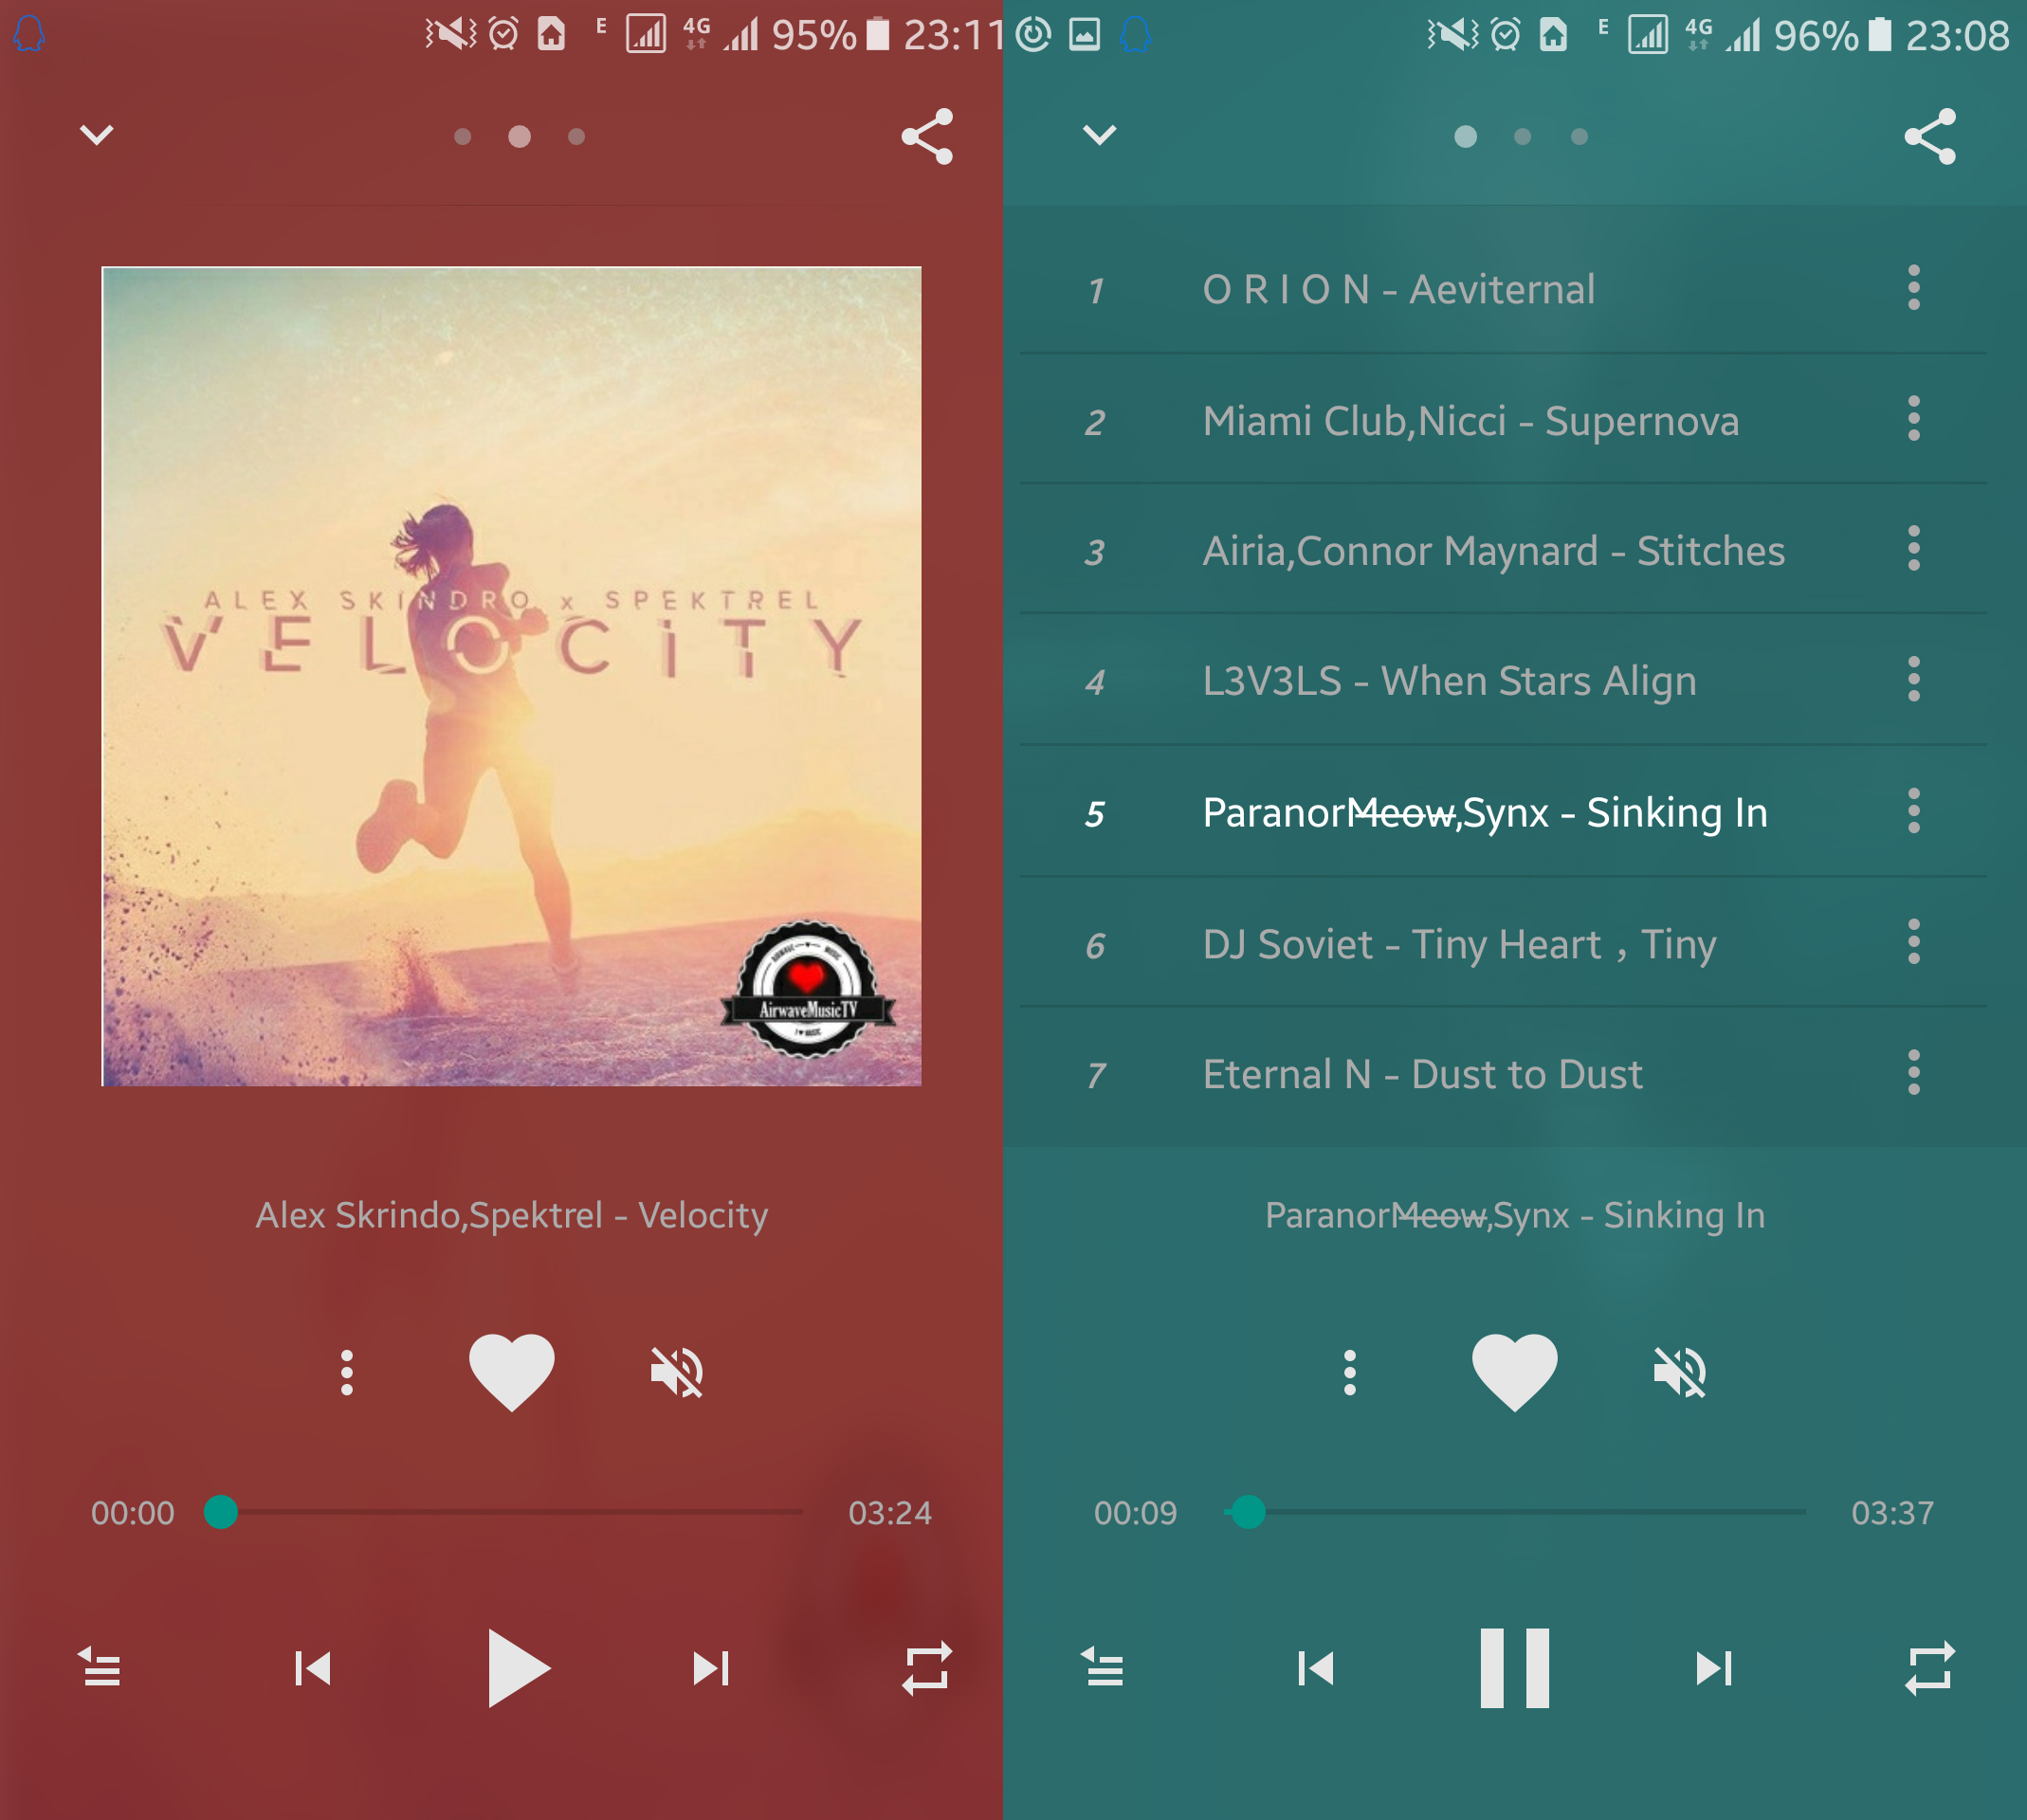 E 4G 95% 23:11
ALEX SKINDRO x SPEKTREL
VELOCiTY
AIRWAVE MUSIC
AirwaveMusicTV
I ♥ MUSIC
Alex Skrindo,Spektrel - Velocity
00:00 03:24
E 4G 96% 23:08
1 O R I O N - Aeviternal
2 Miami Club,Nicci - Supernova
3 Airia,Connor Maynard - Stitches
4 L3V3LS - When Stars Align
5 ParanorMeow,Synx - Sinking In
6 DJ Soviet - Tiny Heart，Tiny
7 Eternal N - Dust to Dust
ParanorMeow,Synx - Sinking In
00:09 03:37